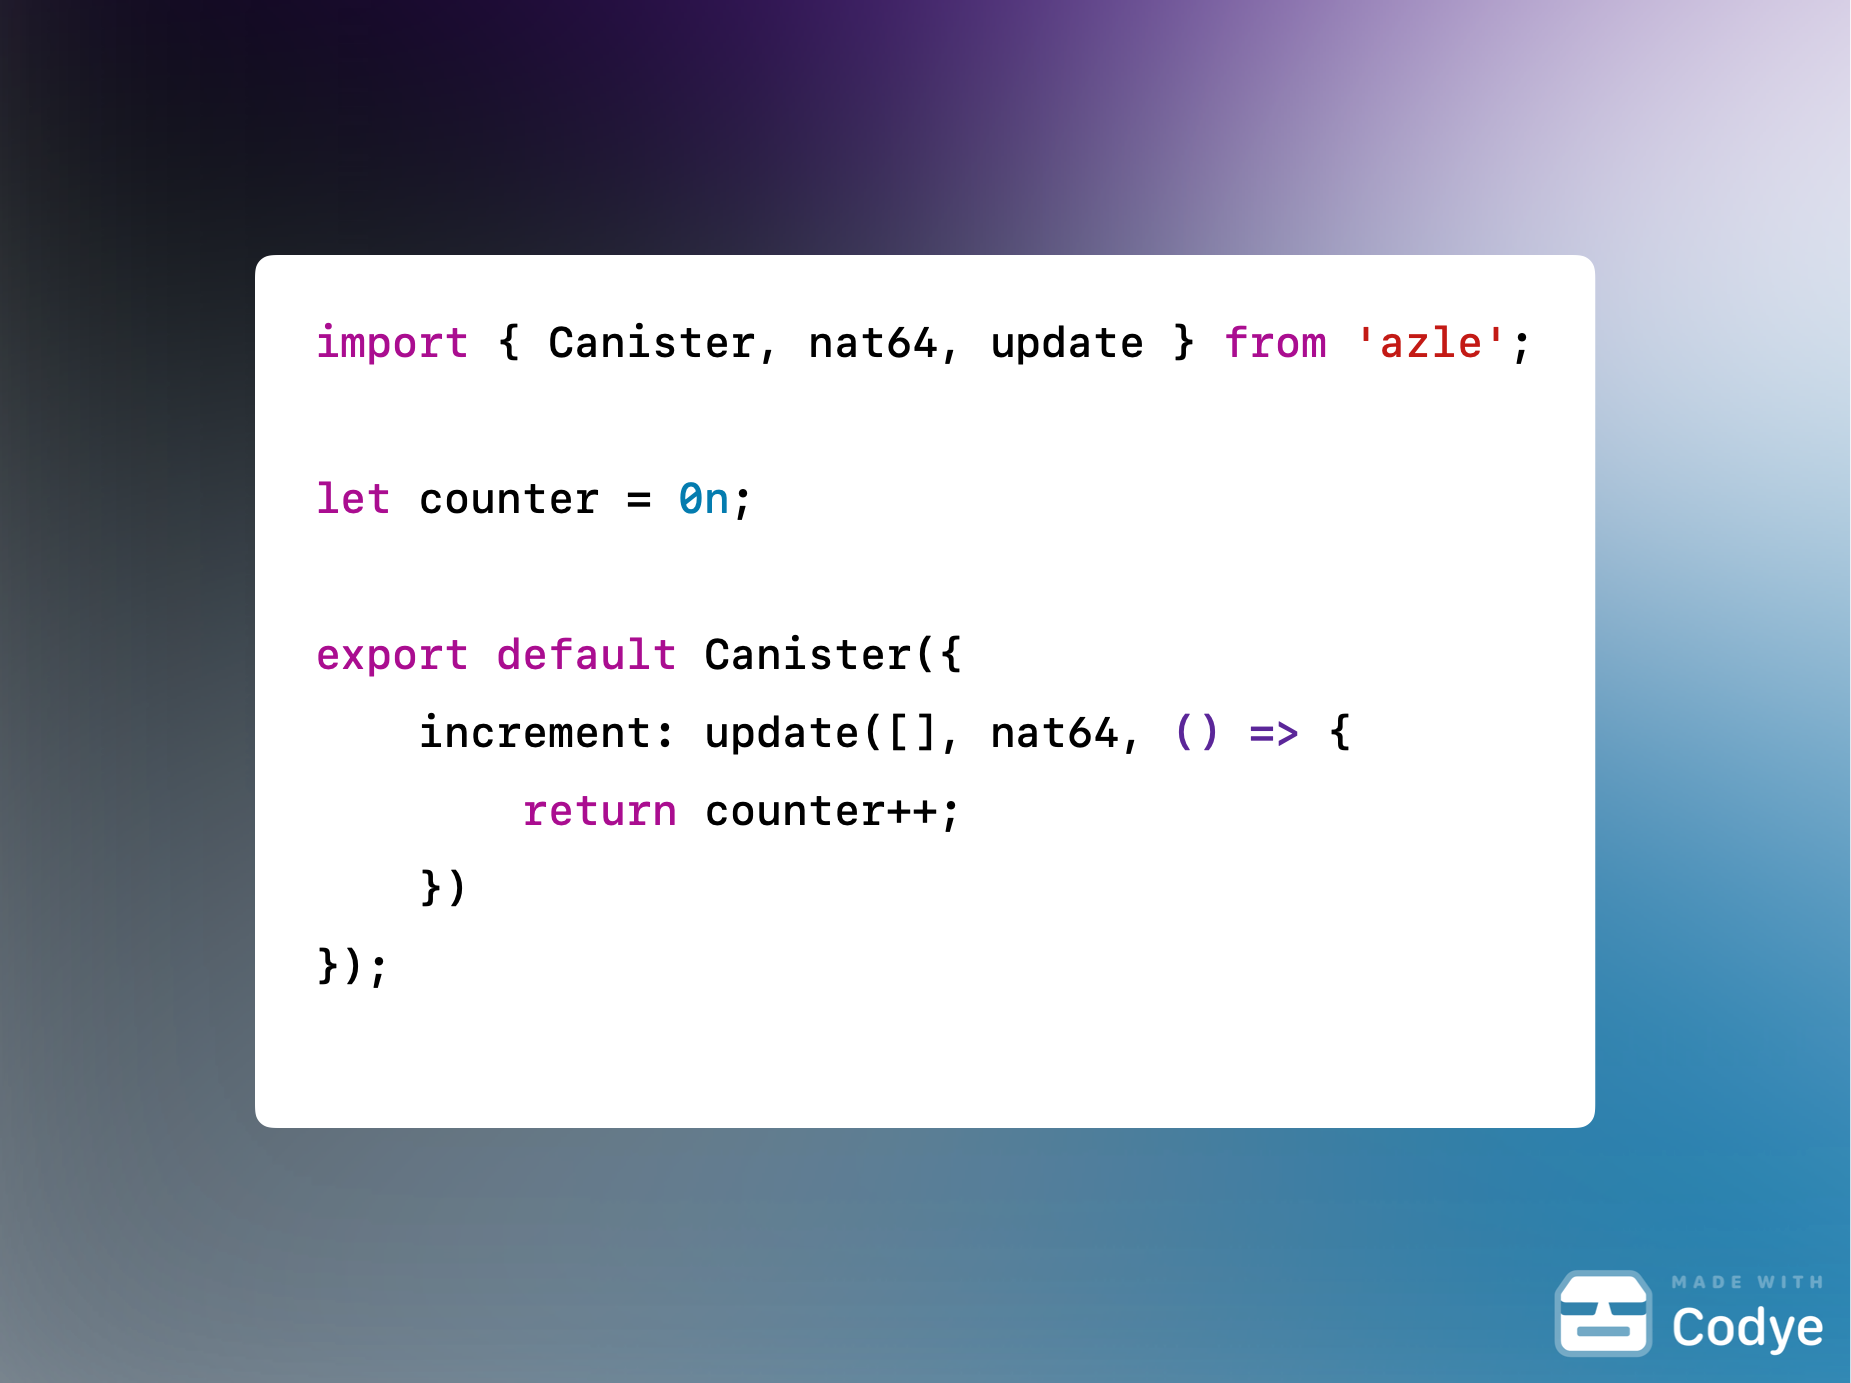 import { Canister, nat64, update } from 'azle';
let counter = 0n;
export default Canister({
    increment: update([], nat64, () => {
        return counter++;
    })
});
MADE WITH
Codye